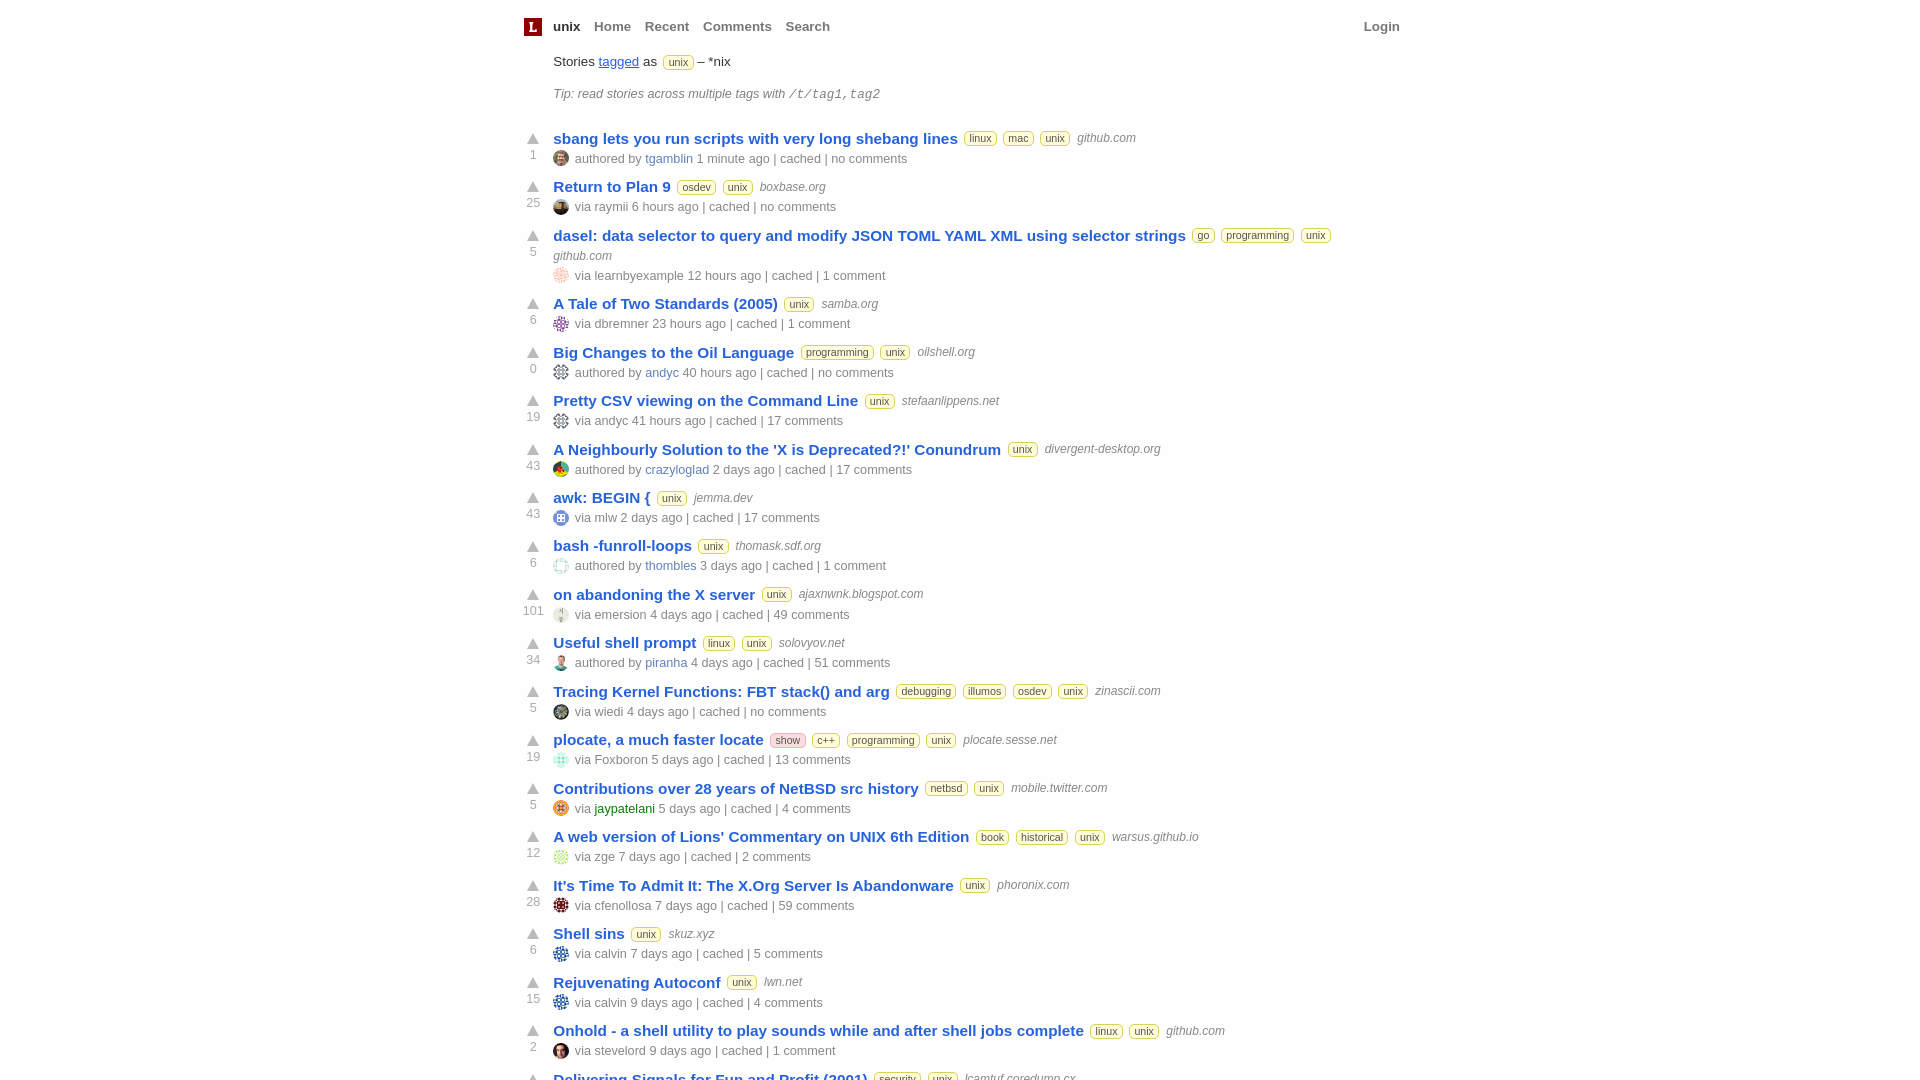 L unix Home Recent Comments Search Login
Stories tagged as unix – *nix
Tip: read stories across multiple tags with /t/tag1,tag2
sbang lets you run scripts with very long shebang lines linux mac unix github.com
1 authored by tgamblin 1 minute ago | cached | no comments
Return to Plan 9 osdev unix boxbase.org
25 via raymii 6 hours ago | cached | no comments
dasel: data selector to query and modify JSON TOML YAML XML using selector strings go programming unix
5 github.com
via learnbyexample 12 hours ago | cached | 1 comment
A Tale of Two Standards (2005) unix samba.org
6 via dbremner 23 hours ago | cached | 1 comment
Big Changes to the Oil Language programming unix oilshell.org
0 authored by andyc 40 hours ago | cached | no comments
Pretty CSV viewing on the Command Line unix stefaanlippens.net
19 via andyc 41 hours ago | cached | 17 comments
A Neighbourly Solution to the 'X is Deprecated?!' Conundrum unix divergent-desktop.org
43 authored by crazyloglad 2 days ago | cached | 17 comments
awk: BEGIN { unix jemma.dev
43 via mlw 2 days ago | cached | 17 comments
bash -funroll-loops unix thomask.sdf.org
6 authored by thombles 3 days ago | cached | 1 comment
on abandoning the X server unix ajaxnwnk.blogspot.com
101 via emersion 4 days ago | cached | 49 comments
Useful shell prompt linux unix solovyov.net
34 authored by piranha 4 days ago | cached | 51 comments
Tracing Kernel Functions: FBT stack() and arg debugging illumos osdev unix zinascii.com
5 via wiedi 4 days ago | cached | no comments
plocate, a much faster locate show c++ programming unix plocate.sesse.net
19 via Foxboron 5 days ago | cached | 13 comments
Contributions over 28 years of NetBSD src history netbsd unix mobile.twitter.com
5 via jaypatelani 5 days ago | cached | 4 comments
A web version of Lions' Commentary on UNIX 6th Edition book historical unix warsus.github.io
12 via zge 7 days ago | cached | 2 comments
It's Time To Admit It: The X.Org Server Is Abandonware unix phoronix.com
28 via cfenollosa 7 days ago | cached | 59 comments
Shell sins unix skuz.xyz
6 via calvin 7 days ago | cached | 5 comments
Rejuvenating Autoconf unix lwn.net
15 via calvin 9 days ago | cached | 4 comments
Onhold - a shell utility to play sounds while and after shell jobs complete linux unix github.com
2 via stevelord 9 days ago | cached | 1 comment
Delivering Signals for Fun and Profit (2001) security unix lcamtuf.coredump.cx